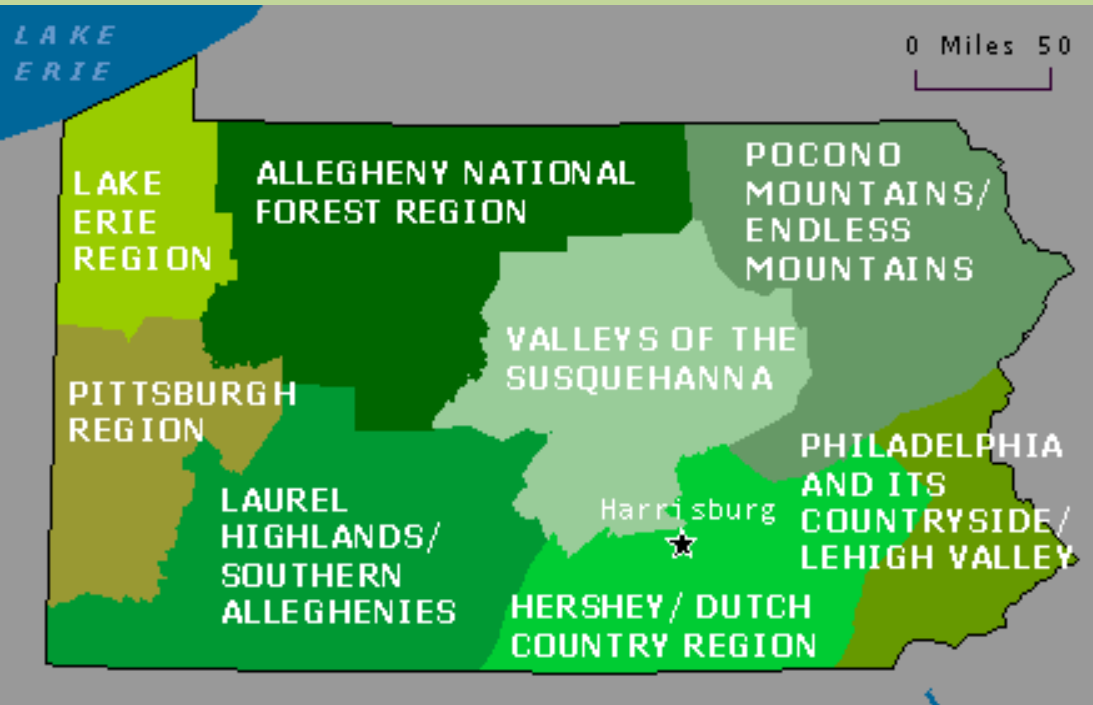 LAKE
ERIE
0 Miles 50
LAKE
ERIE
REGION
ALLEGHENY NATIONAL
FOREST REGION
POCONO
MOUNTAINS/
ENDLESS
MOUNTAINS
VALLEYS OF THE
SUSQUEHANNA
PITTSBURGH
REGION
PHILADELPHIA
AND ITS
COUNTRYSIDE/
LEHIGH VALLEY
LAUREL
HIGHLANDS/
SOUTHERN
ALLEGHENIES
Harrisburg
HERSHEY/ DUTCH
COUNTRY REGION